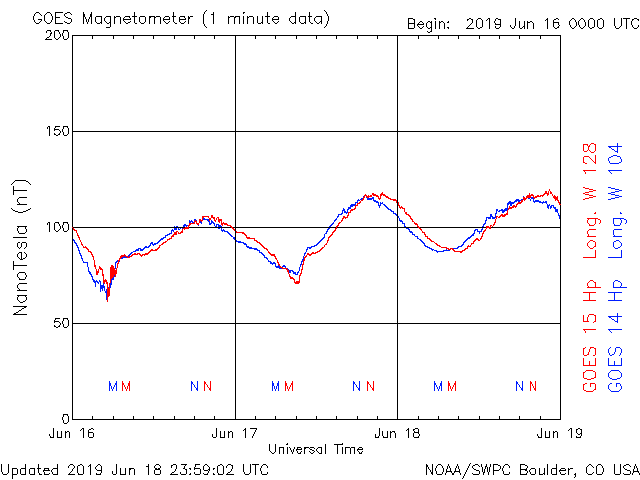 GOES Magnetometer (1 minute data)
Begin: 2019 Jun 16 0000 UTC
200
150
100
50
0
NanoTesla (nT)
M M N N M M N N M M N N
Jun 16 Jun 17 Jun 18 Jun 19
Universal Time
GOES 15 Hp Long. W 128
GOES 14 Hp Long. W 104
Updated 2019 Jun 18 23:59:02 UTC
NOAA/SWPC Boulder, CO USA